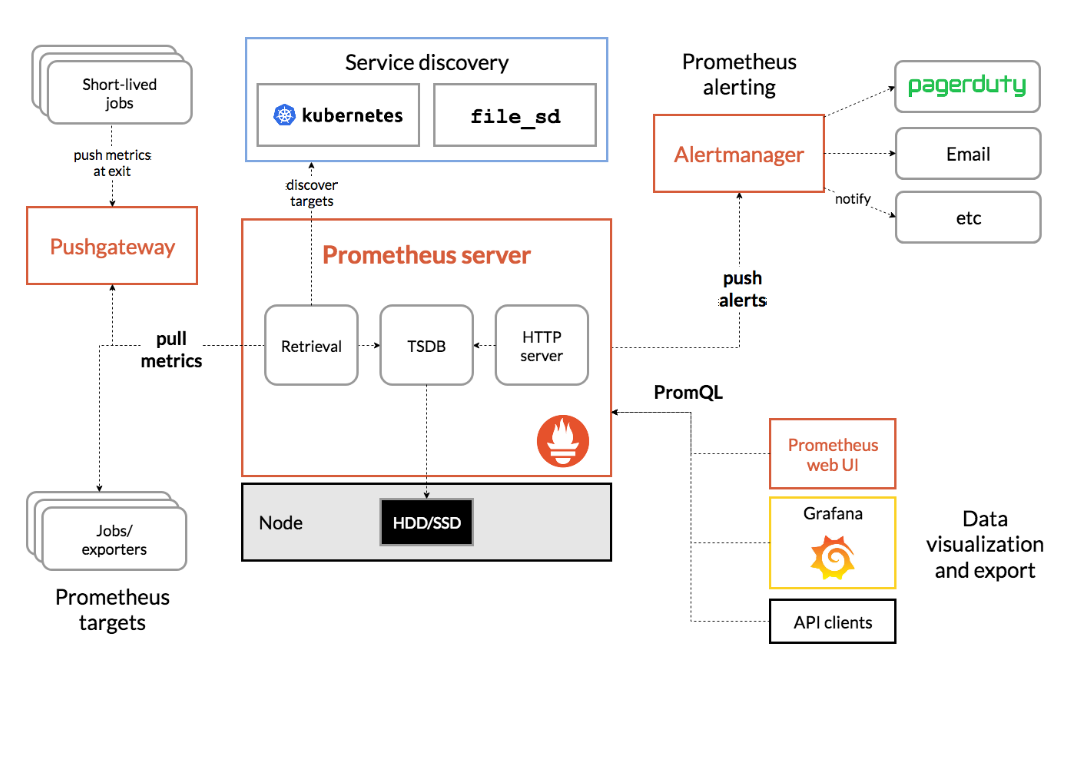 Short-lived
jobs
push metrics
at exit
Pushgateway
Service discovery
kubernetes
file_sd
discover
targets
Prometheus
alerting
Alertmanager
pagerduty
Email
etc
notify
Prometheus server
Retrieval
TSDB
HTTP
server
pull
metrics
push
alerts
PromQL
Node
HDD/SSD
Jobs/
exporters
Prometheus
targets
Prometheus
web UI
Grafana
API clients
Data
visualization
and export